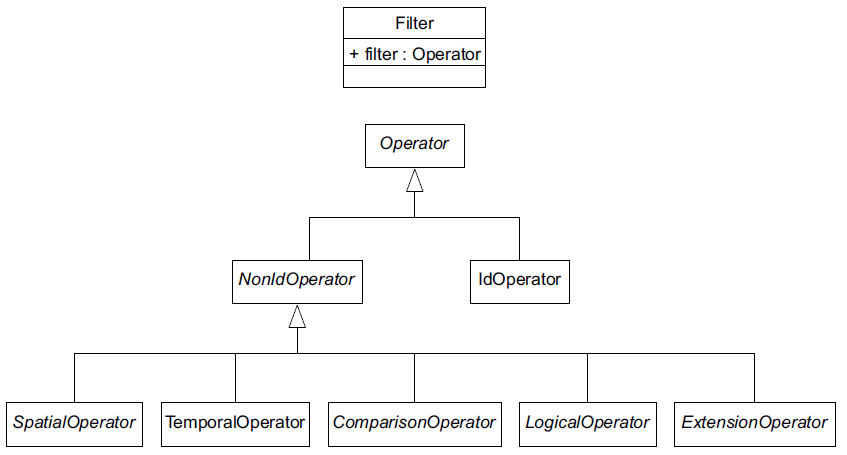 Filter
+ filter : Operator
Operator
NonIdOperator
IdOperator
SpatialOperator
TemporalOperator
ComparisonOperator
LogicalOperator
ExtensionOperator